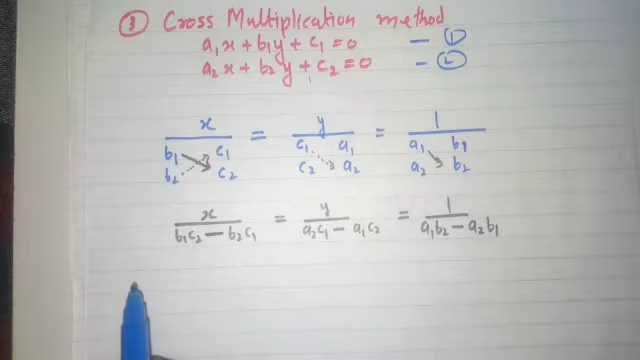 ③ Cross Multiplication method
a₁x + b₁y + c₁ = 0 — ①
a₂x + b₂y + c₂ = 0 — ②
x = y = 1
b₁ c₁ c₁ a₁ a₁ b₁
b₂ c₂ c₂ a₂ a₂ b₂
x = y = 1
b₁c₂ – b₂c₁ a₂c₁ – a₁c₂ a₁b₂ – a₂b₁